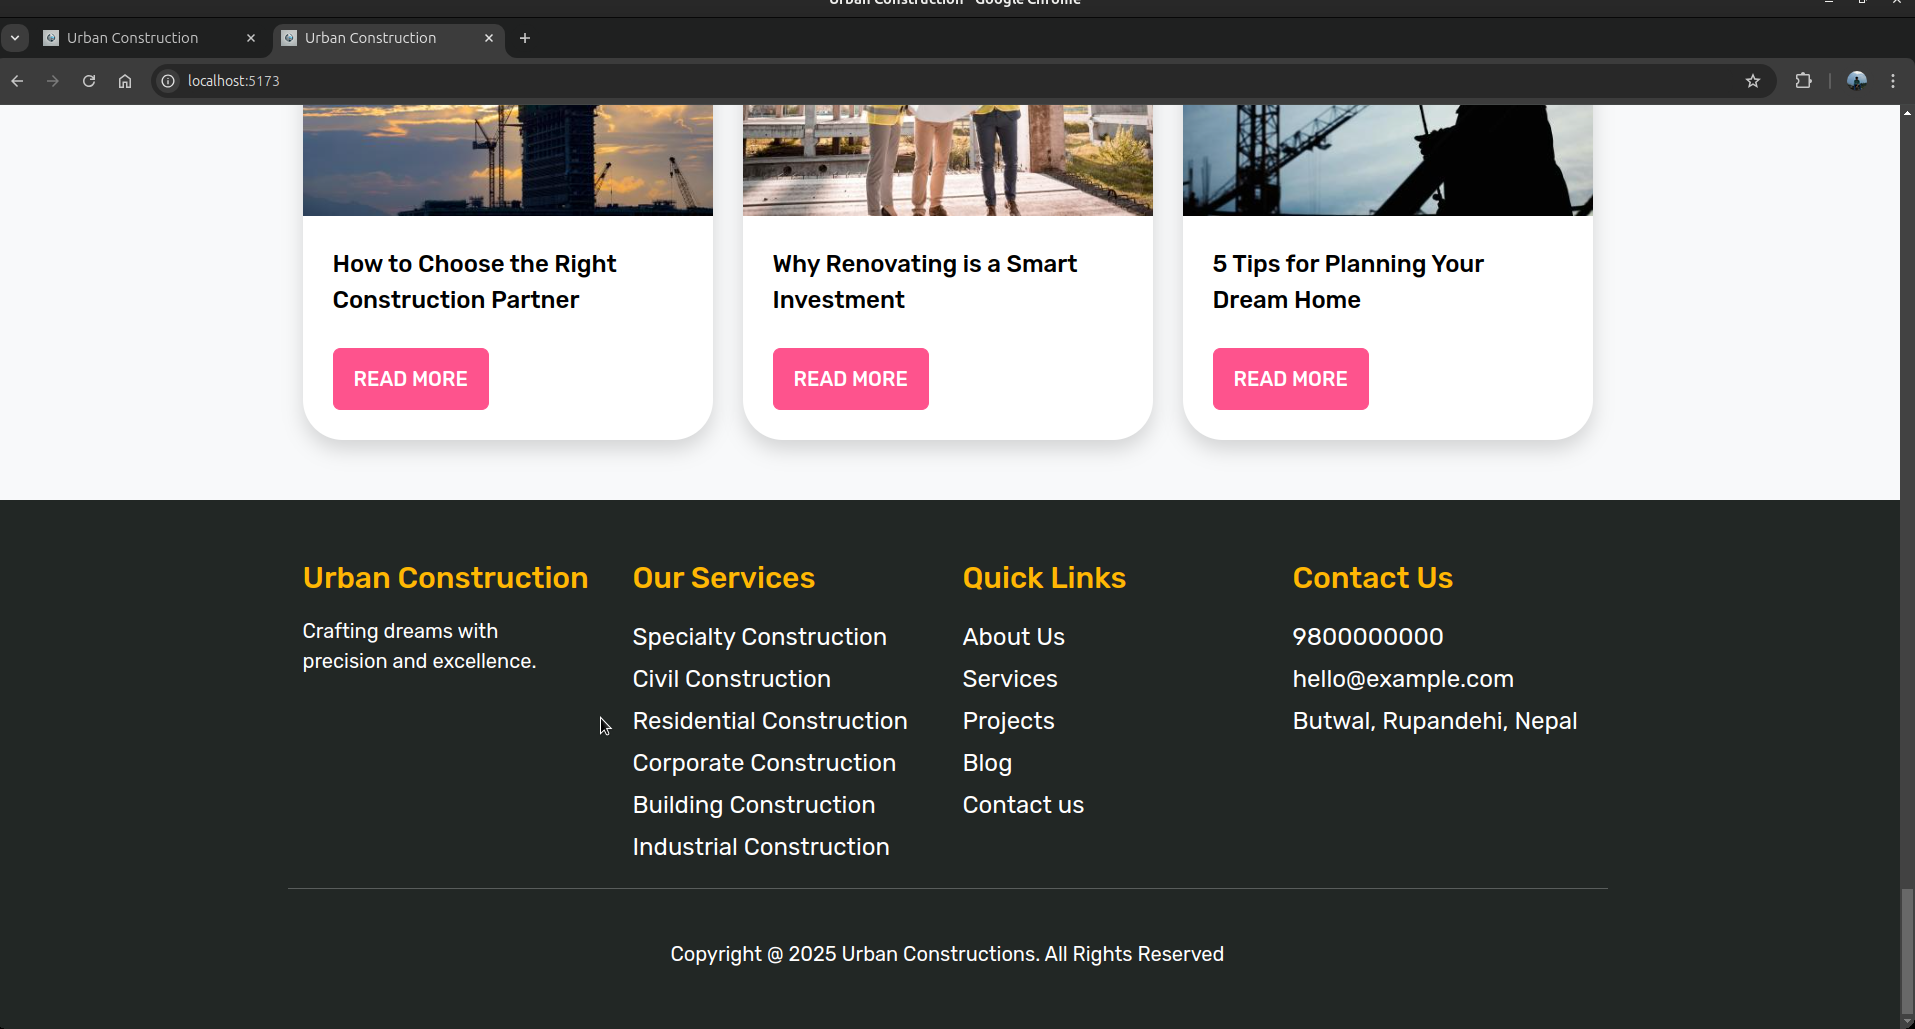 Urban Construction - Google Chrome
Urban Construction
Urban Construction
localhost:5173
How to Choose the Right
Construction Partner
READ MORE
Why Renovating is a Smart
Investment
READ MORE
5 Tips for Planning Your
Dream Home
READ MORE
Urban Construction
Crafting dreams with
precision and excellence.
Our Services
Specialty Construction
Civil Construction
Residential Construction
Corporate Construction
Building Construction
Industrial Construction
Quick Links
About Us
Services
Projects
Blog
Contact us
Contact Us
9800000000
hello@example.com
Butwal, Rupandehi, Nepal
Copyright @ 2025 Urban Constructions. All Rights Reserved